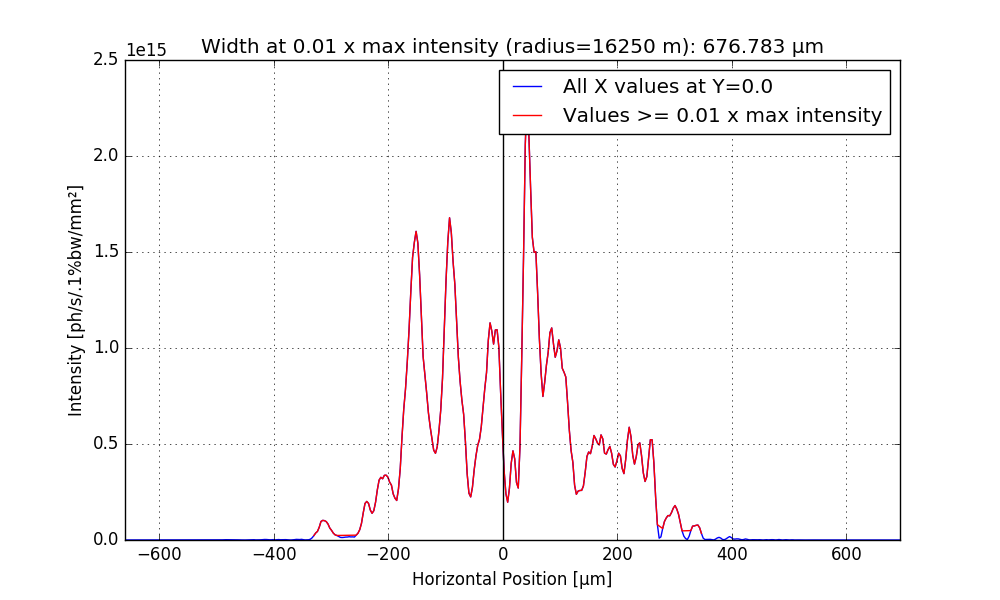 Width at 0.01 x max intensity (radius=16250 m): 676.783 µm
1e15
All X values at Y=0.0
Values >= 0.01 x max intensity
2.5
2.0
1.5
1.0
0.5
0.0
Intensity [ph/s/.1%bw/mm²]
−600
−400
−200
0
200
400
600
Horizontal Position [µm]